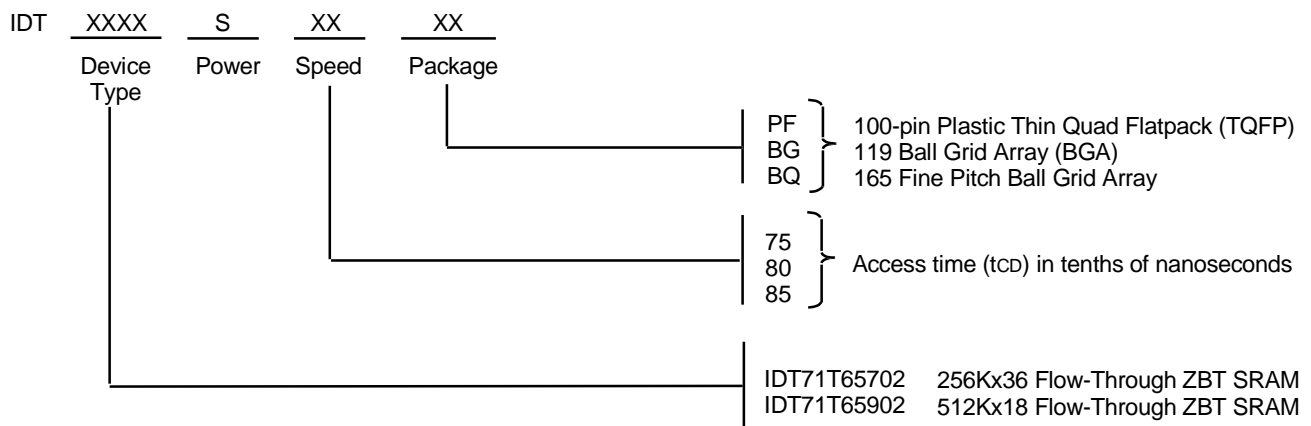 IDT XXXX S XX XX
Device Type Power Speed Package
PF 100-pin Plastic Thin Quad Flatpack (TQFP)
BG 119 Ball Grid Array (BGA)
BQ 165 Fine Pitch Ball Grid Array
75
80 Access time (tCD) in tenths of nanoseconds
85
IDT71T65702 256Kx36 Flow-Through ZBT SRAM
IDT71T65902 512Kx18 Flow-Through ZBT SRAM